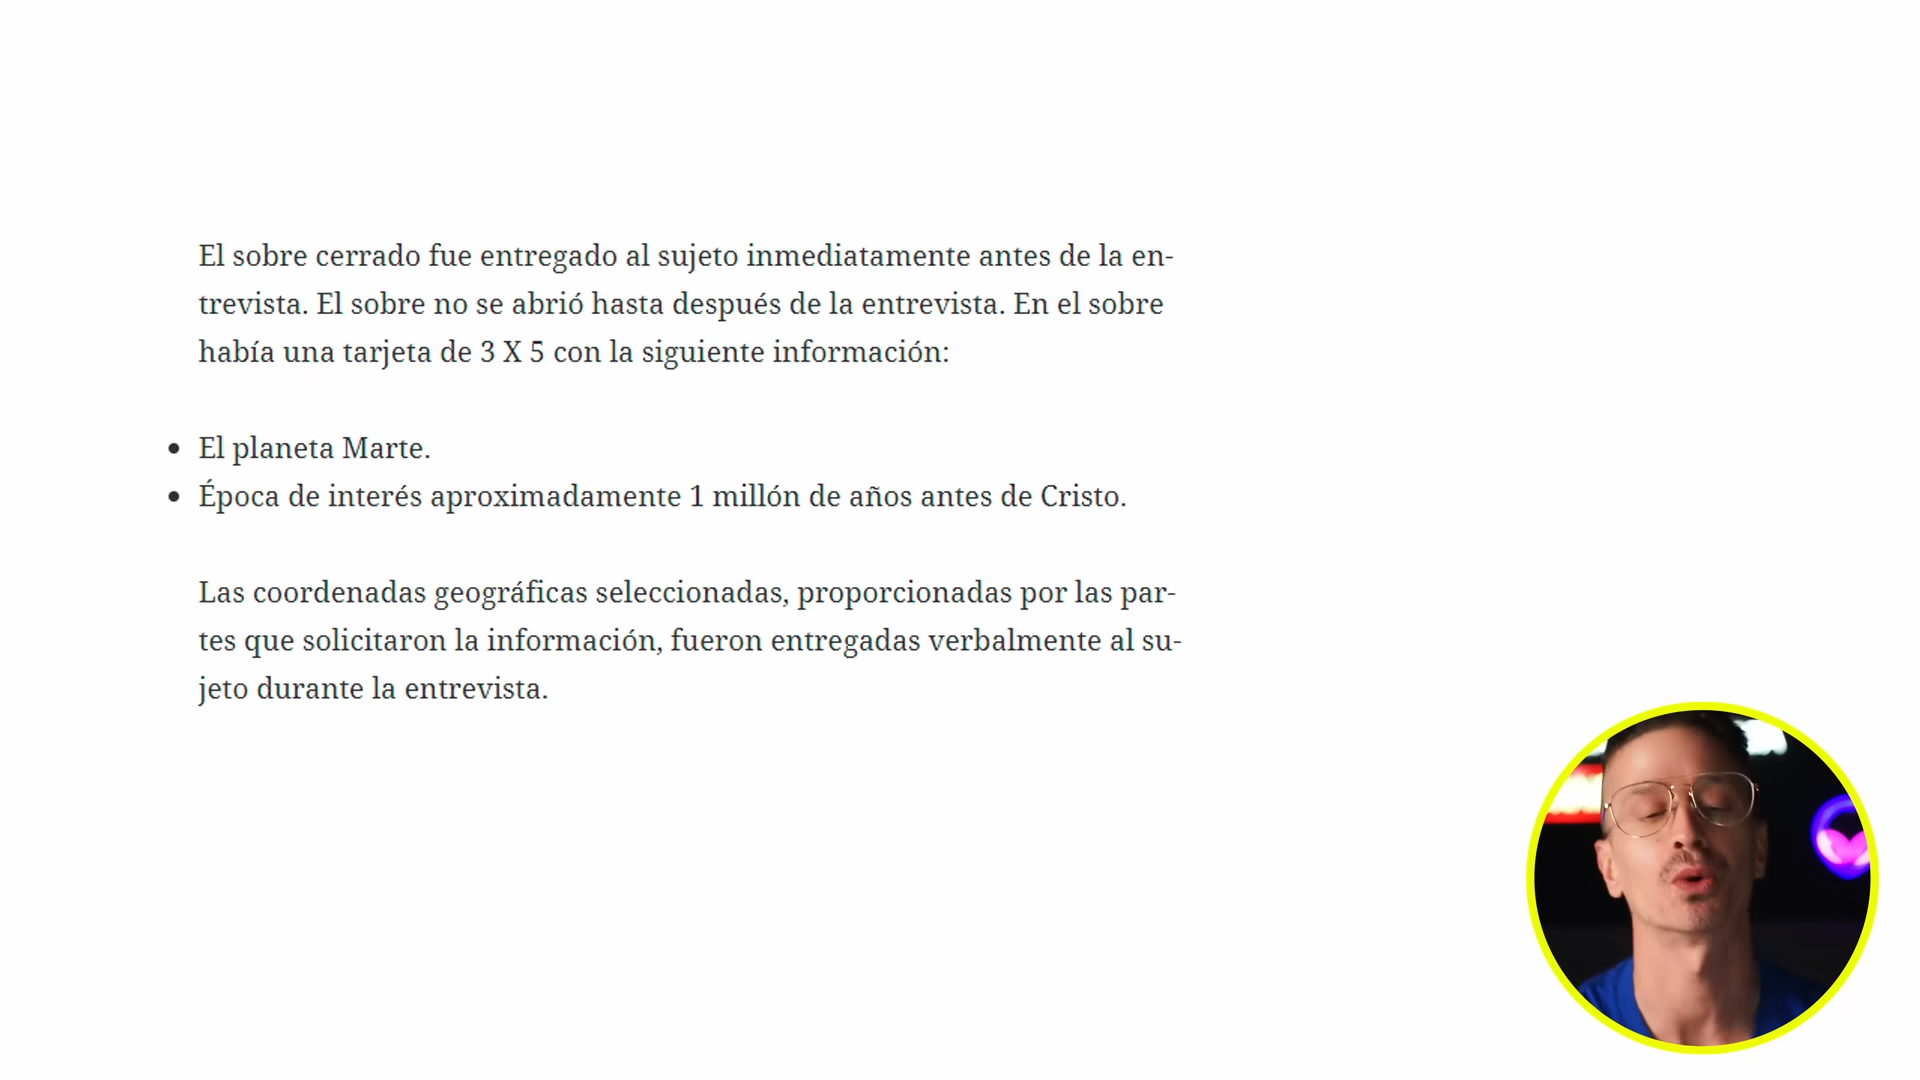 El sobre cerrado fue entregado al sujeto inmediatamente antes de la en-
trevista. El sobre no se abrió hasta después de la entrevista. En el sobre
había una tarjeta de 3 X 5 con la siguiente información:
• El planeta Marte.
• Época de interés aproximadamente 1 millón de años antes de Cristo.
Las coordenadas geográficas seleccionadas, proporcionadas por las par-
tes que solicitaron la información, fueron entregadas verbalmente al su-
jeto durante la entrevista.